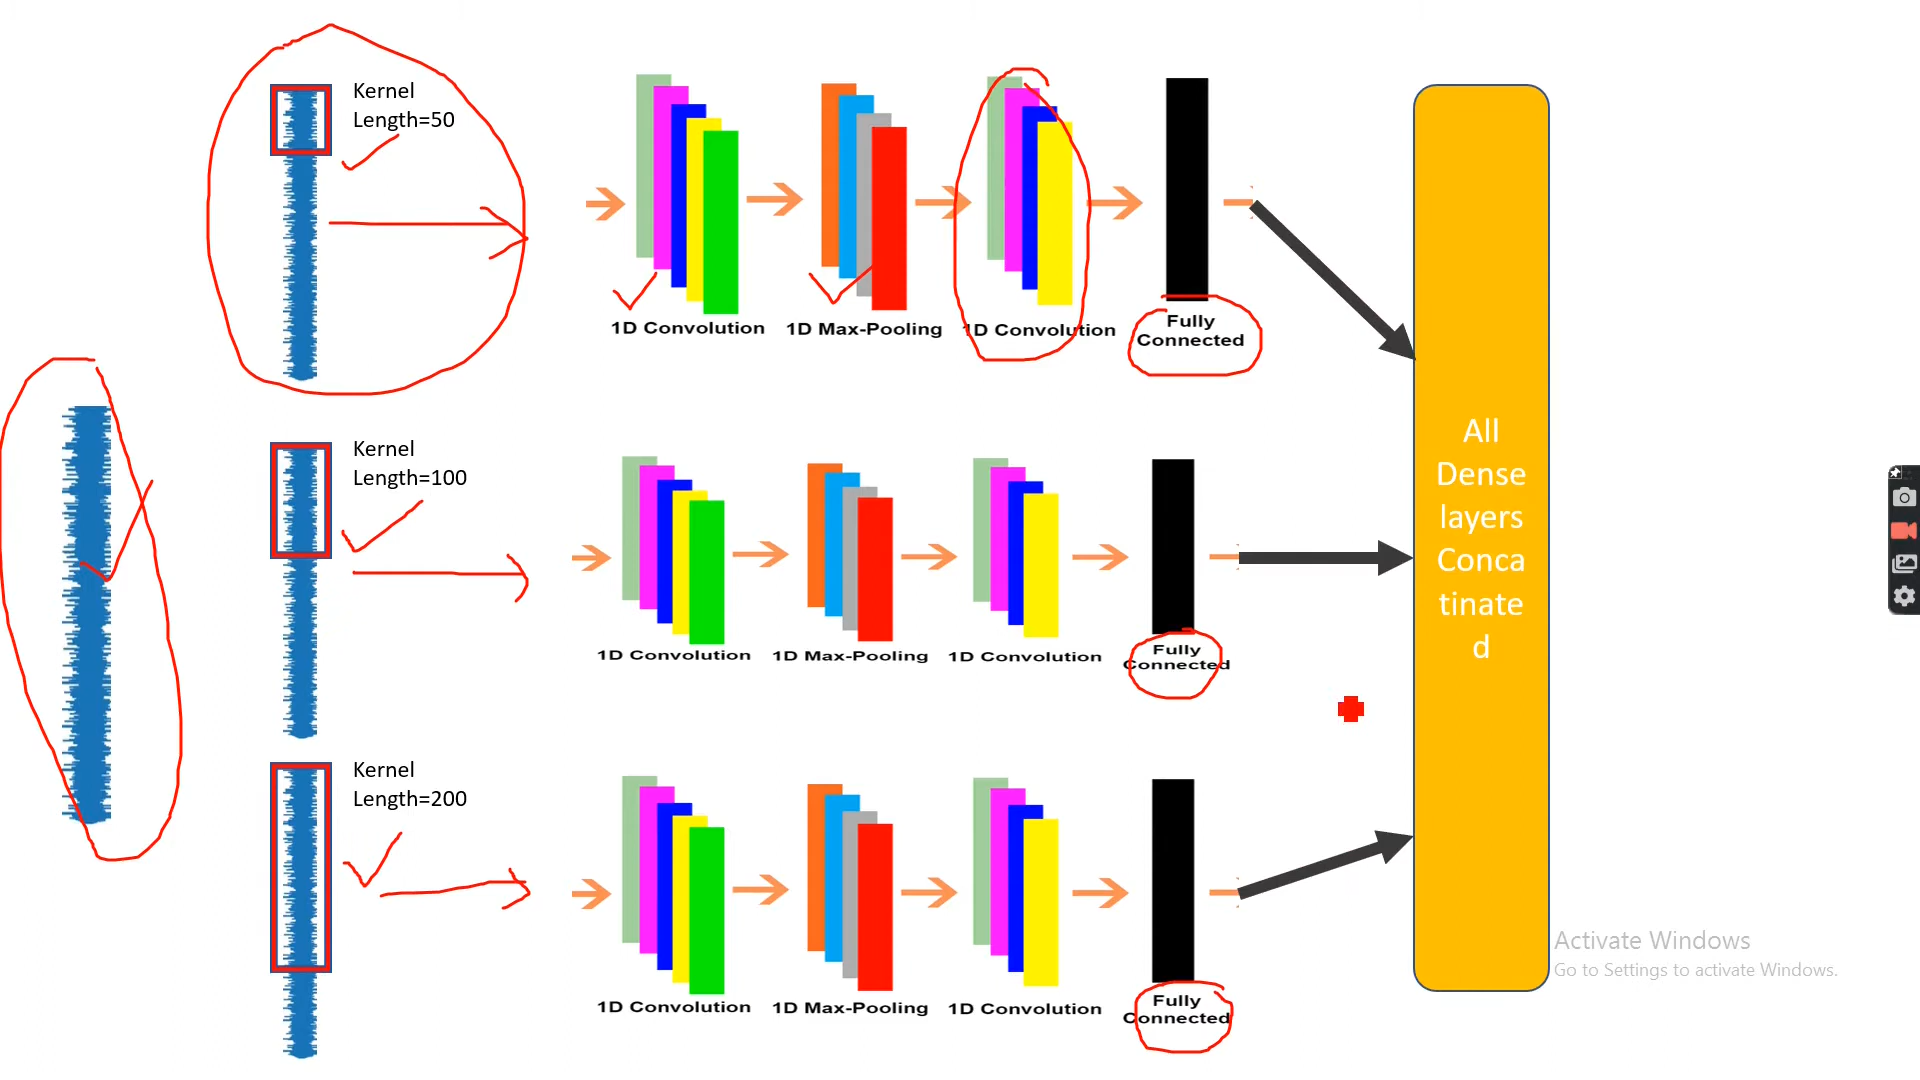 Kernel
Length=50
1D Convolution
1D Max-Pooling
1D Convolution
Fully
Connected
Kernel
Length=100
1D Convolution
1D Max-Pooling
1D Convolution
Fully
Connected
Kernel
Length=200
1D Convolution
1D Max-Pooling
1D Convolution
Fully
Connected
All
Dense
layers
Conca
tinate
d
Activate Windows
Go to Settings to activate Windows.